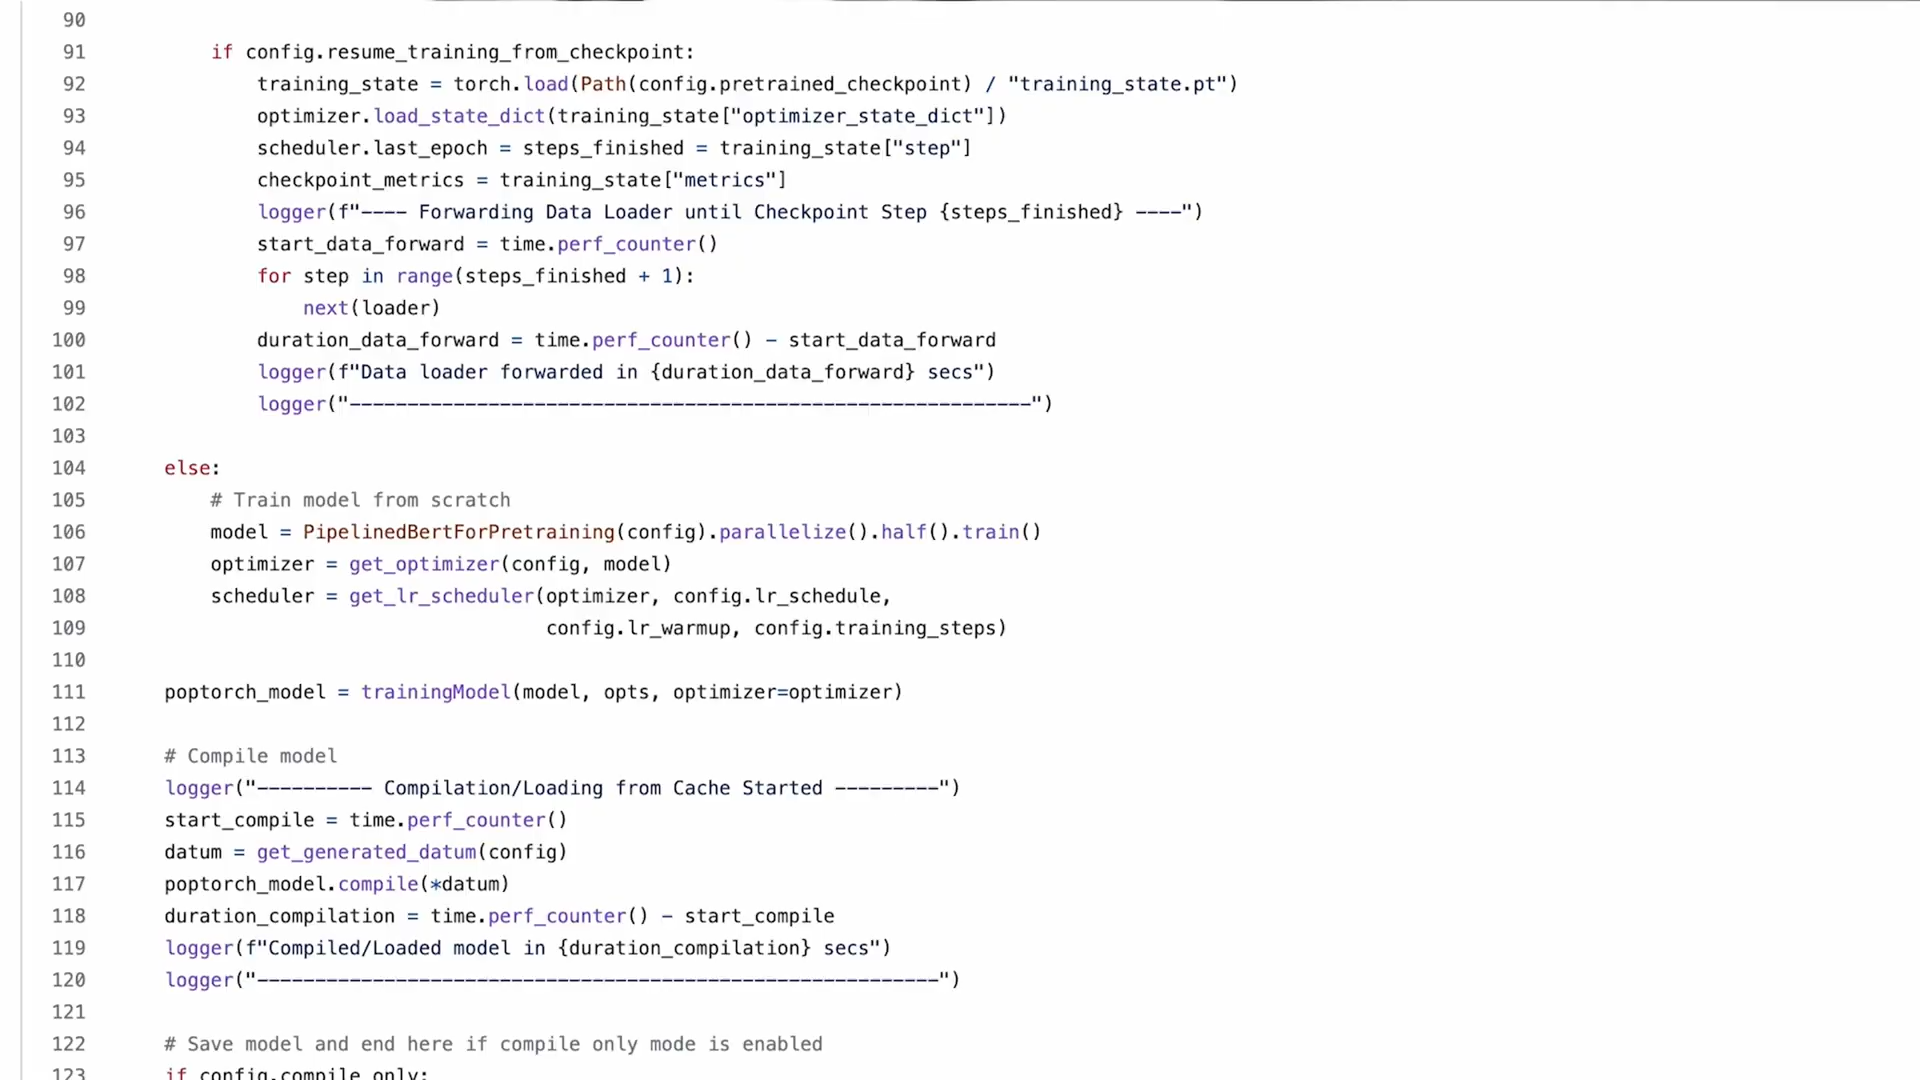 90
91 if config.resume_training_from_checkpoint:
92 training_state = torch.load(Path(config.pretrained_checkpoint) / "training_state.pt")
93 optimizer.load_state_dict(training_state["optimizer_state_dict"])
94 scheduler.last_epoch = steps_finished = training_state["step"]
95 checkpoint_metrics = training_state["metrics"]
96 logger(f"---- Forwarding Data Loader until Checkpoint Step {steps_finished} ----")
97 start_data_forward = time.perf_counter()
98 for step in range(steps_finished + 1):
99 next(loader)
100 duration_data_forward = time.perf_counter() - start_data_forward
101 logger(f"Data loader forwarded in {duration_data_forward} secs")
102 logger("-----------------------------------------------------------")
103
104 else:
105 # Train model from scratch
106 model = PipelinedBertForPretraining(config).parallelize().half().train()
107 optimizer = get_optimizer(config, model)
108 scheduler = get_lr_scheduler(optimizer, config.lr_schedule,
109 config.lr_warmup, config.training_steps)
110
111 poptorch_model = trainingModel(model, opts, optimizer=optimizer)
112
113 # Compile model
114 logger("---------- Compilation/Loading from Cache Started ---------")
115 start_compile = time.perf_counter()
116 datum = get_generated_datum(config)
117 poptorch_model.compile(*datum)
118 duration_compilation = time.perf_counter() - start_compile
119 logger(f"Compiled/Loaded model in {duration_compilation} secs")
120 logger("-----------------------------------------------------------")
121
122 # Save model and end here if compile only mode is enabled
123 if config.compile_only: